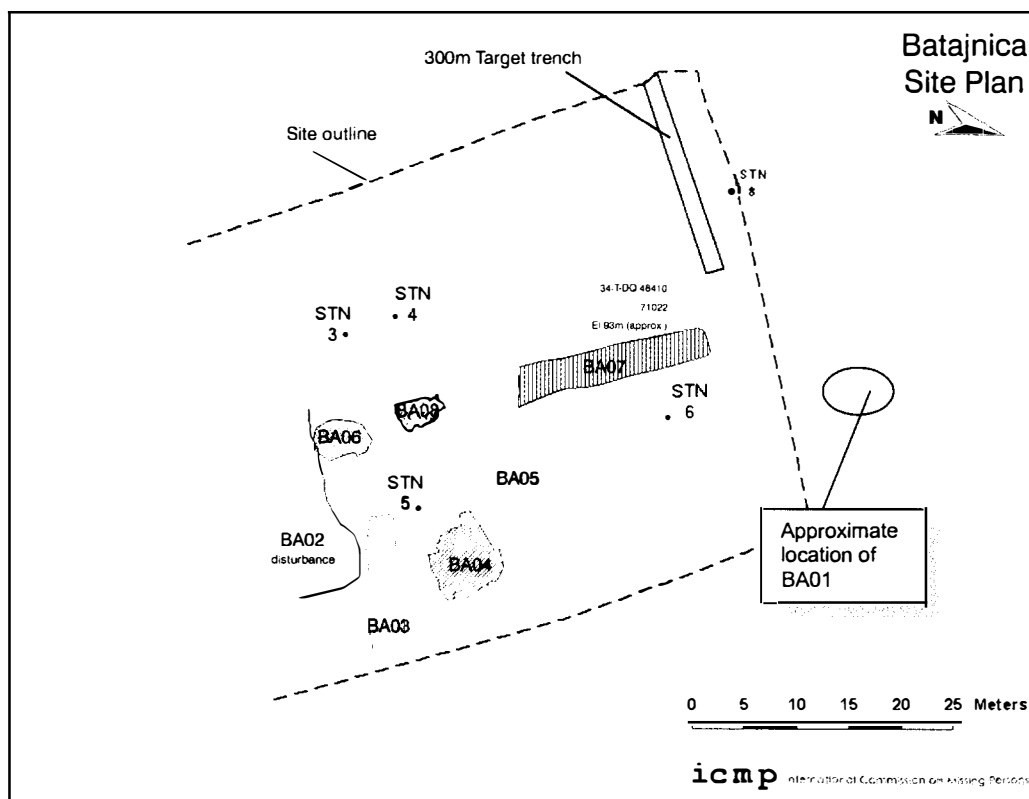 Batajnica
Site Plan
N
300m Target trench
Site outline
STN
8
STN
4
STN
3
34-T-DQ 48410
71022
El 93m (approx.)
BA07
STN
6
BA08
BA06
BA05
STN
5
BA02
disturbance
BA04
BA03
Approximate
location of
BA01
0 5 10 15 20 25 Meters
icmp International Commission on Missing Persons